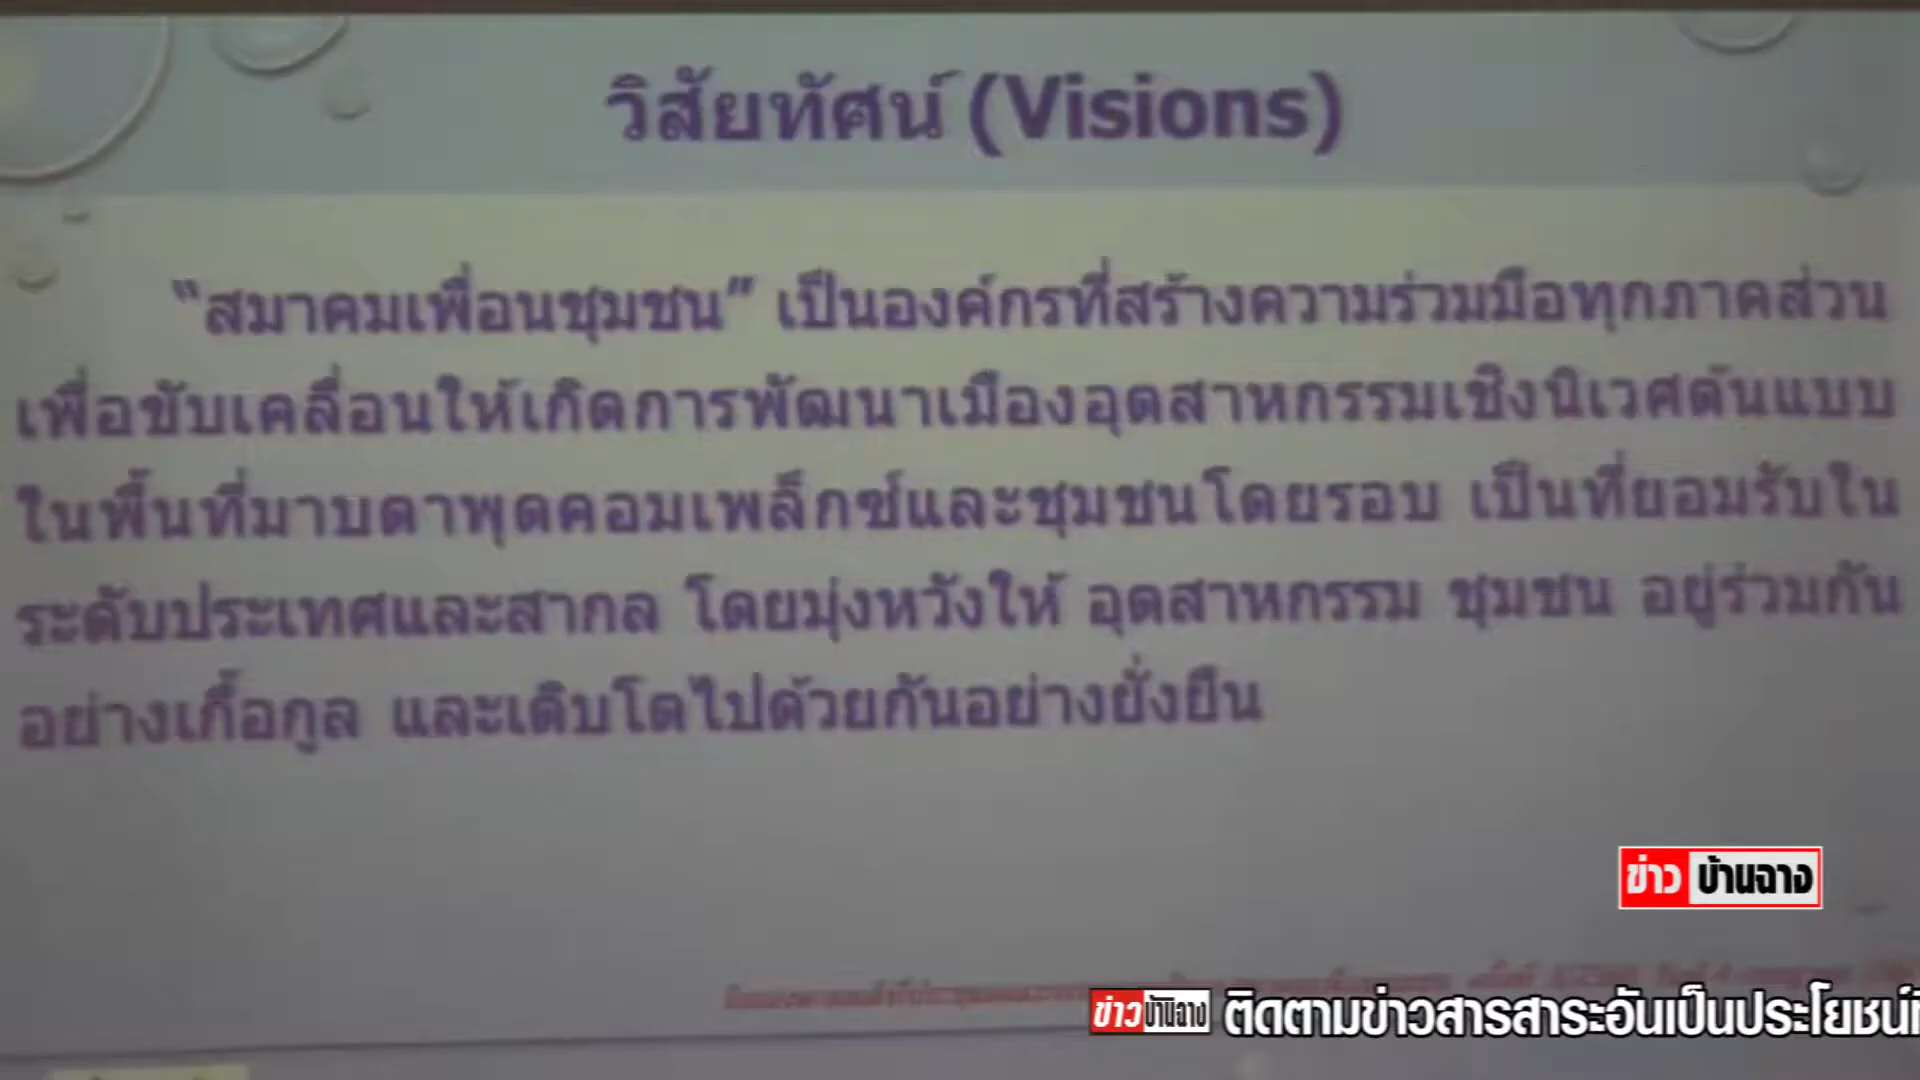 วิสัยทัศน์ (Visions)
“สมาคมเพื่อนชุมชน” เป็นองค์กรที่สร้างความร่วมมือทุกภาคส่วน
เพื่อขับเคลื่อนให้เกิดการพัฒนาเมืองอุตสาหกรรมเชิงนิเวศต้นแบบ
ในพื้นที่มาบตาพุดคอมเพล็กซ์และชุมชนโดยรอบ เป็นที่ยอมรับใน
ระดับประเทศและสากล โดยมุ่งหวังให้ อุตสาหกรรม ชุมชน อยู่ร่วมกัน
อย่างเกื้อกูล และเติบโตไปด้วยกันอย่างยั่งยืน
ข่าว บ้านฉาง
ข่าว บ้านฉาง ติดตามข่าวสารสาระอันเป็นประโยชน์